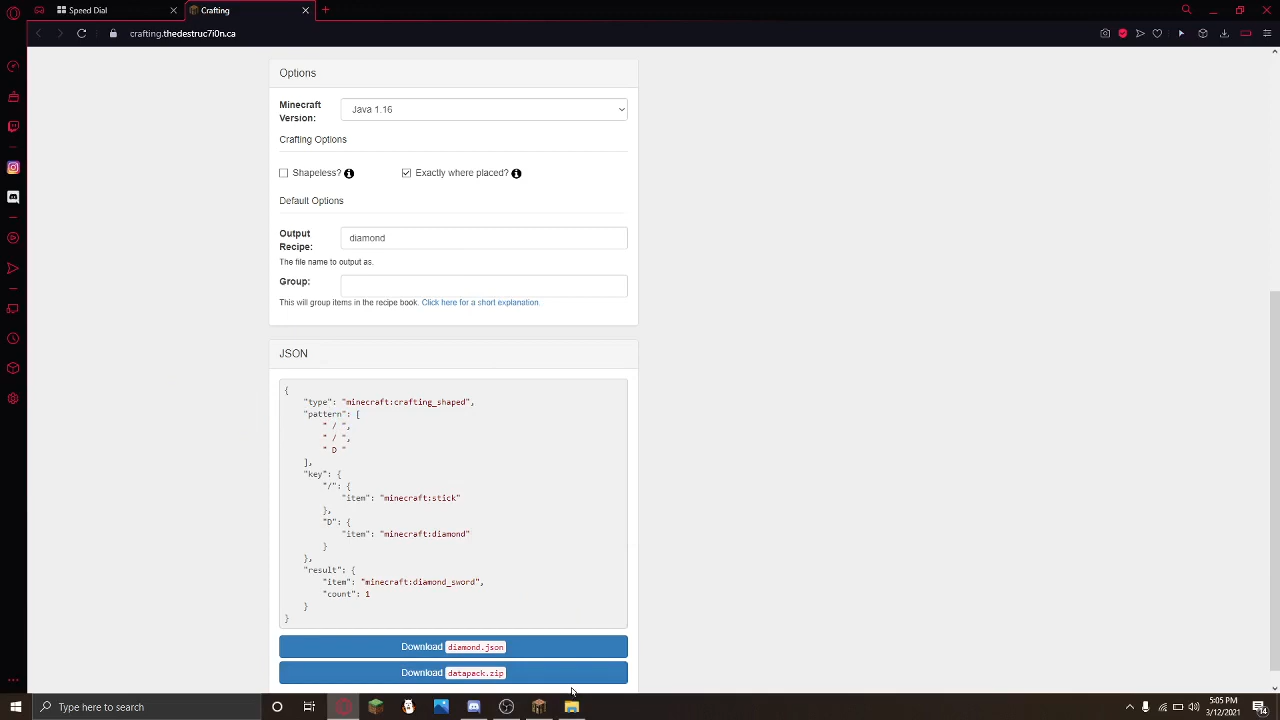 Speed Dial
Crafting
crafting.thedestruc7i0n.ca
Options
Minecraft Version:
Java 1.16
Crafting Options
Shapeless?
Exactly where placed?
Default Options
Output Recipe:
diamond
The file name to output as.
Group:
This will group items in the recipe book. Click here for a short explanation.
JSON
{
"type": "minecraft:crafting_shaped",
"pattern": [
" / ",
" / ",
" D "
],
"key": {
"/": {
"item": "minecraft:stick"
},
"D": {
"item": "minecraft:diamond"
}
},
"result": {
"item": "minecraft:diamond_sword",
"count": 1
}
}
Download diamond.json
Download datapack.zip
Type here to search
5:05 PM
3/12/2021
14